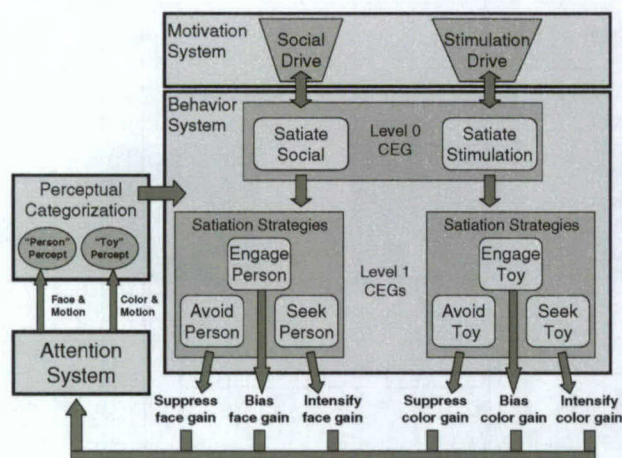 Motivation
System
Social
Drive
Stimulation
Drive
Behavior
System
Satiate
Social
Level 0
CEG
Satiate
Stimulation
Perceptual
Categorization
"Person"
Percept
"Toy"
Percept
Face &
Motion
Color &
Motion
Attention
System
Satiation Strategies
Engage
Person
Avoid
Person
Seek
Person
Level 1
CEGs
Satiation Strategies
Engage
Toy
Avoid
Toy
Seek
Toy
Suppress
face gain
Bias
face gain
Intensify
face gain
Suppress
color gain
Bias
color gain
Intensify
color gain